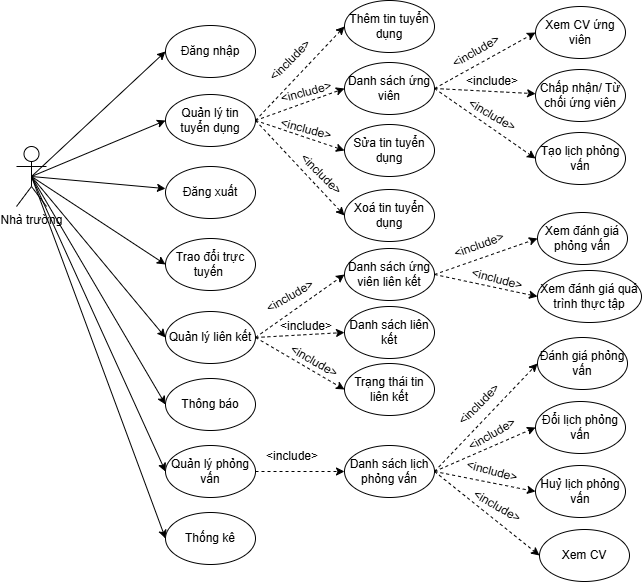 Nhà trường
Đăng nhập
Quản lý tin
tuyển dụng
Đăng xuất
Trao đổi trực
tuyến
Quản lý liên kết
Thông báo
Quản lý phỏng
vấn
Thống kê
<include>
<include>
<include>
<include>
Thêm tin tuyển
dụng
Danh sách ứng
viên
Sửa tin tuyển
dụng
Xoá tin tuyển
dụng
<include>
<include>
<include>
Xem CV ứng
viên
Chấp nhận/ Từ
chối ứng viên
Tạo lịch phỏng
vấn
<include>
<include>
<include>
Danh sách ứng
viên liên kết
Danh sách liên
kết
Trạng thái tin
liên kết
<include>
<include>
Xem đánh giá
phỏng vấn
Xem đánh giá quá
trình thực tập
<include>
Danh sách lịch
phỏng vấn
<include>
<include>
<include>
<include>
Đánh giá phỏng
vấn
Đổi lịch phỏng
vấn
Huỷ lịch phỏng
vấn
Xem CV